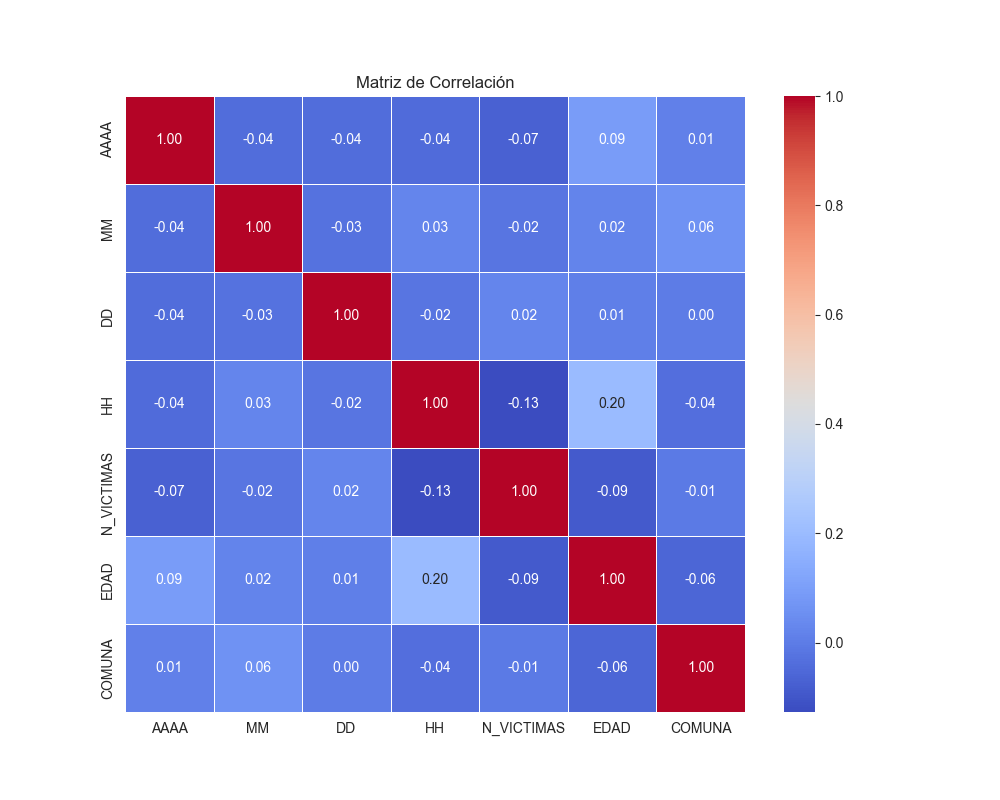 Matriz de Correlación
AAAA 1.00 -0.04 -0.04 -0.04 -0.07 0.09 0.01
MM -0.04 1.00 -0.03 0.03 -0.02 0.02 0.06
DD -0.04 -0.03 1.00 -0.02 0.02 0.01 0.00
HH -0.04 0.03 -0.02 1.00 -0.13 0.20 -0.04
N_VICTIMAS -0.07 -0.02 0.02 -0.13 1.00 -0.09 -0.01
EDAD 0.09 0.02 0.01 0.20 -0.09 1.00 -0.06
COMUNA 0.01 0.06 0.00 -0.04 -0.01 -0.06 1.00
AAAA MM DD HH N_VICTIMAS EDAD COMUNA
1.0
0.8
0.6
0.4
0.2
0.0